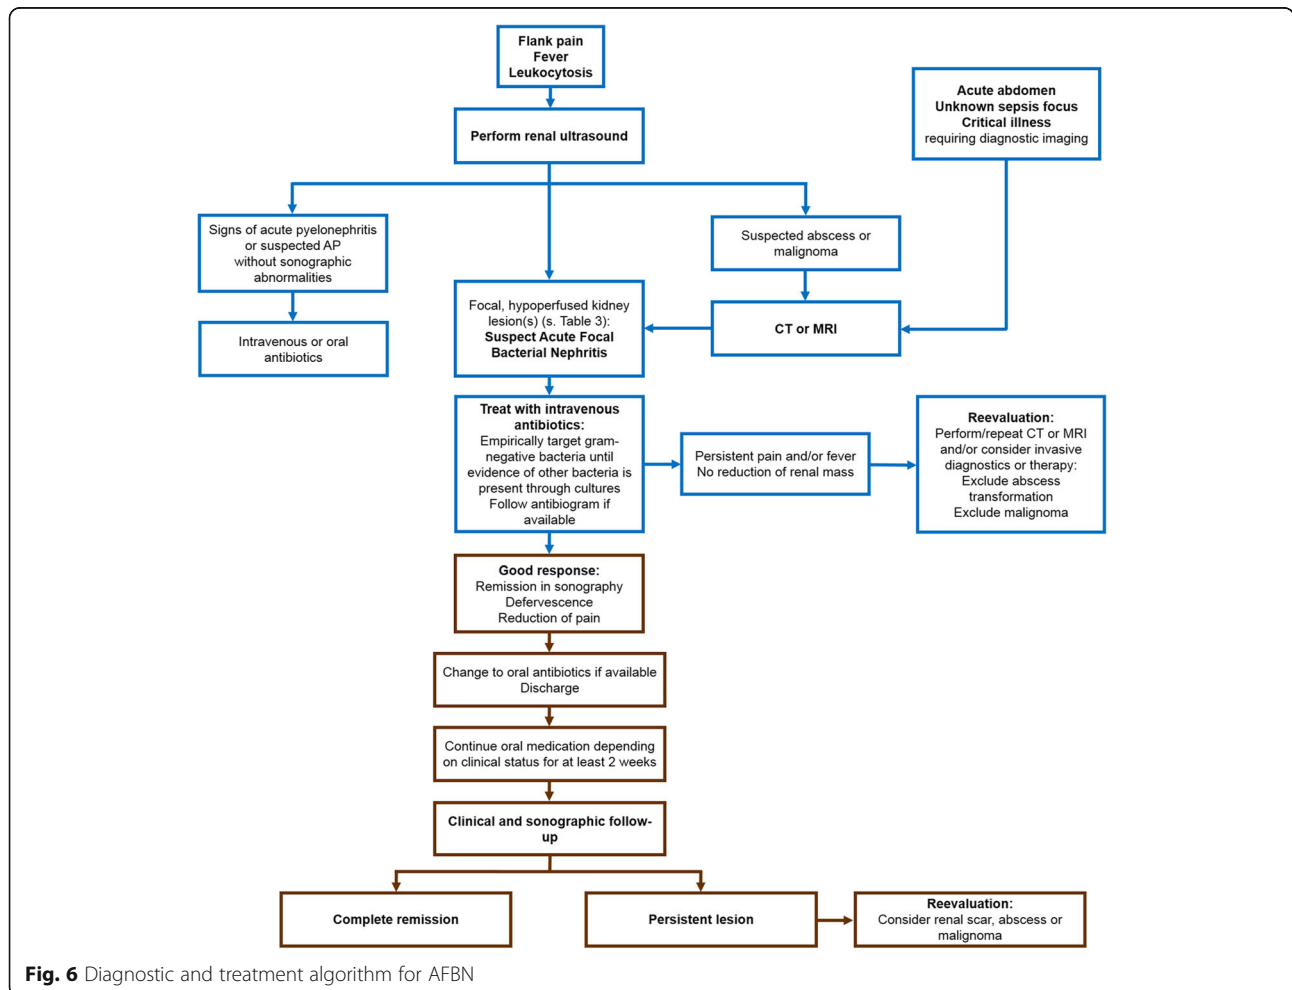 Flank pain
Fever
Leukocytosis
Acute abdomen
Unknown sepsis focus
Critical illness
requiring diagnostic imaging
Perform renal ultrasound
Signs of acute pyelonephritis
or suspected AP
without sonographic
abnormalities
Suspected abscess or
malignoma
Intravenous or oral
antibiotics
Focal, hypoperfused kidney
lesion(s) (s. Table 3):
Suspect Acute Focal
Bacterial Nephritis
CT or MRI
Treat with intravenous
antibiotics:
Empirically target gram-
negative bacteria until
evidence of other bacteria is
present through cultures
Follow antibiogram if
available
Persistent pain and/or fever
No reduction of renal mass
Reevaluation:
Perform/repeat CT or MRI
and/or consider invasive
diagnostics or therapy:
Exclude abscess
transformation
Exclude malignoma
Good response:
Remission in sonography
Defervescence
Reduction of pain
Change to oral antibiotics if available
Discharge
Continue oral medication depending
on clinical status for at least 2 weeks
Clinical and sonographic follow-
up
Complete remission
Persistent lesion
Reevaluation:
Consider renal scar, abscess or
malignoma
Fig. 6 Diagnostic and treatment algorithm for AFBN